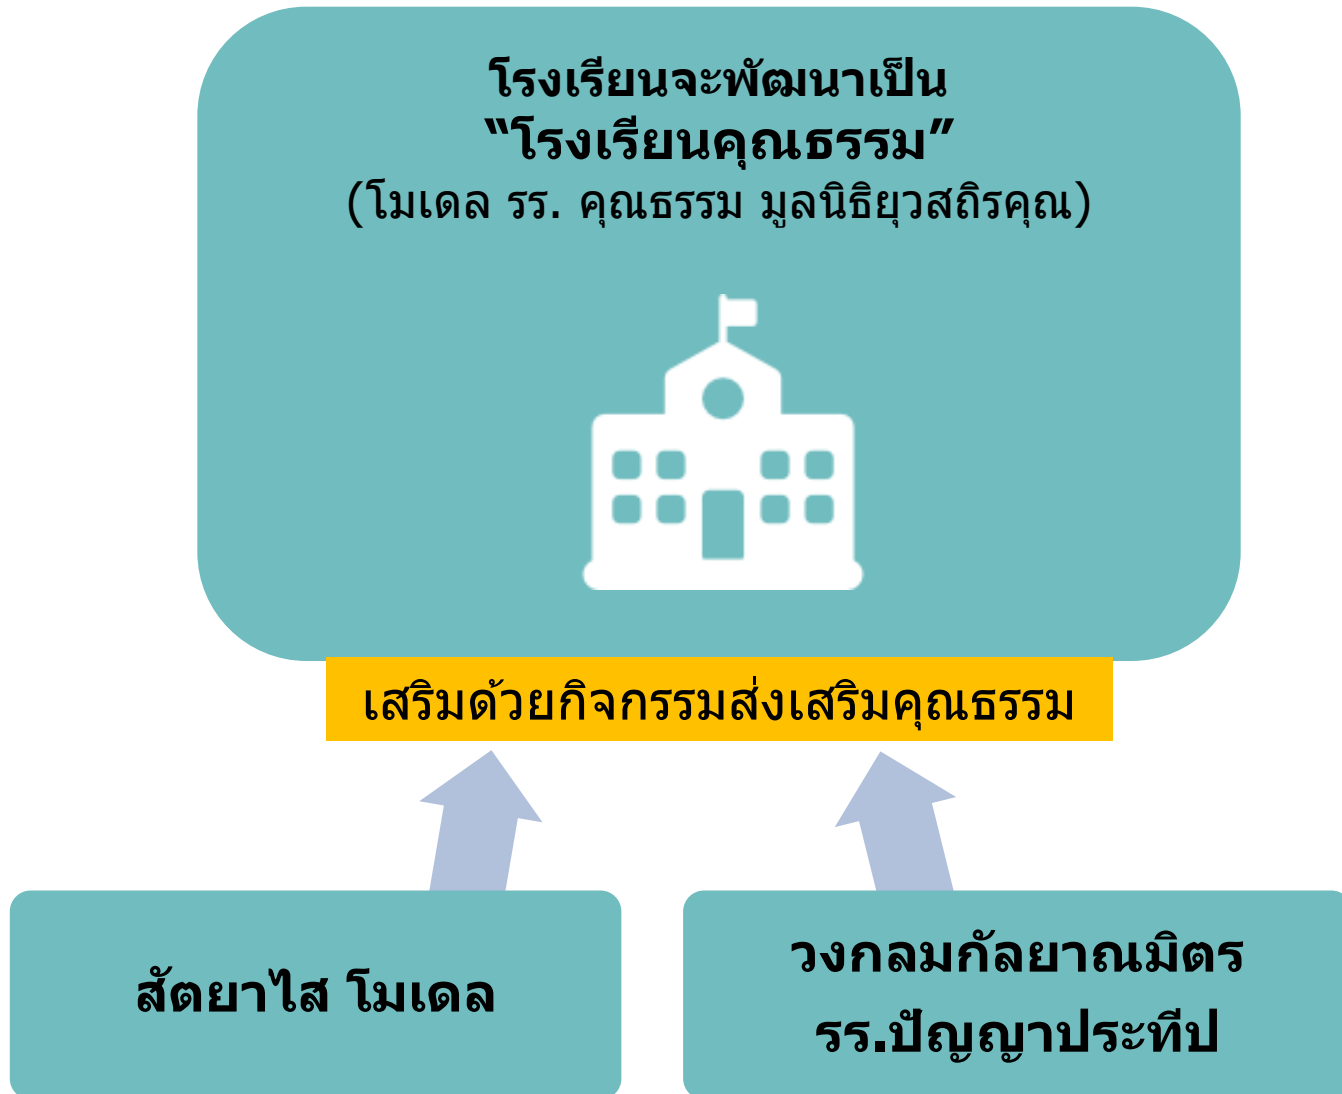 โรงเรียนจะพัฒนาเป็น
“โรงเรียนคุณธรรม”
(โมเดล รร. คุณธรรม มูลนิธิยุวสถิรคุณ)
เสริมด้วยกิจกรรมส่งเสริมคุณธรรม
สัตยาไส โมเดล
วงกลมกัลยาณมิตร
รร.ปัญญาประทีป